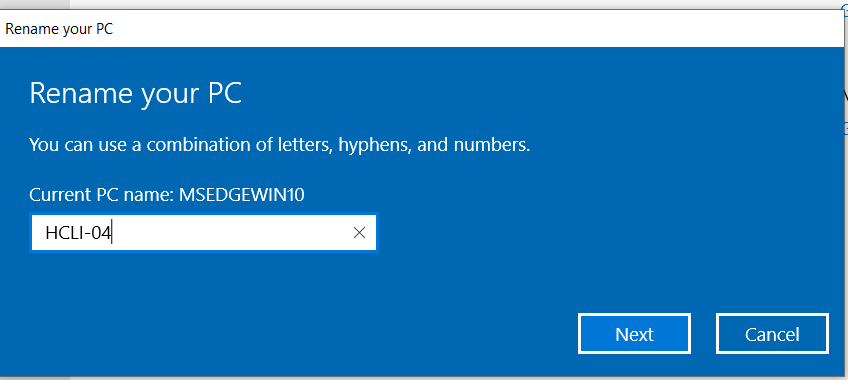 Rename your PC
Rename your PC
You can use a combination of letters, hyphens, and numbers.
Current PC name: MSEDGEWIN10
HCLI-04
Next
Cancel